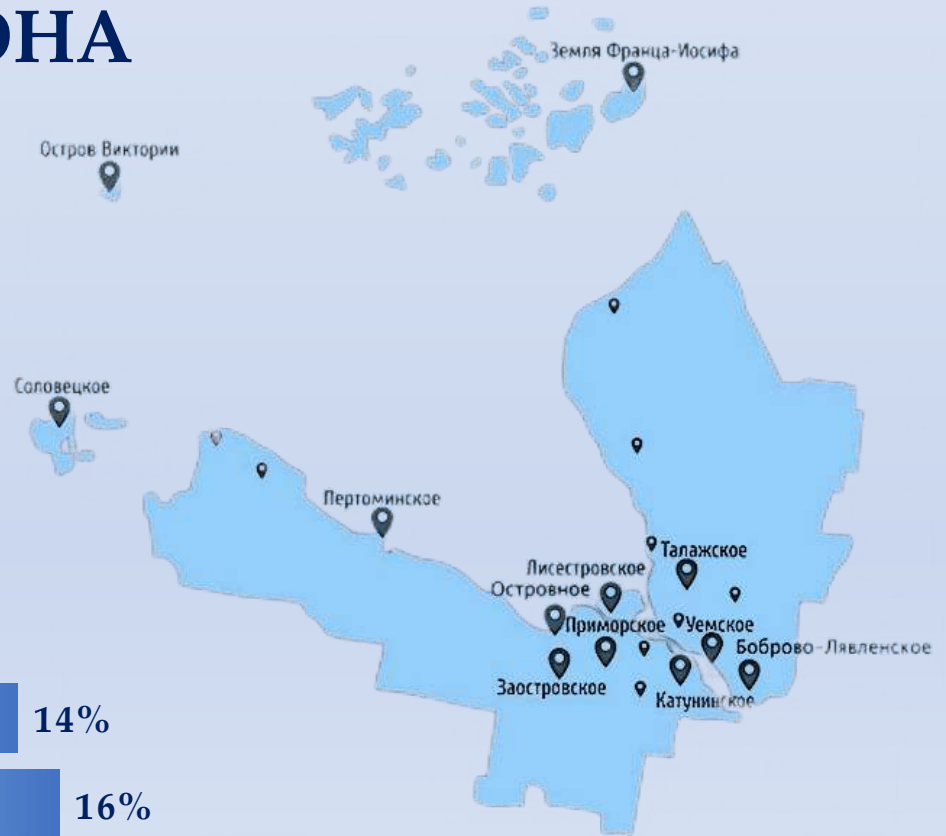 ОНА
Земля Франца-Иосифа
Остров Виктории
Соловецкое
Пертоминское
Талажское
Лисестровское
Островное
Приморское
Уемское
Боброво-Лявленское
Заостровское
Катунинское
14%
16%